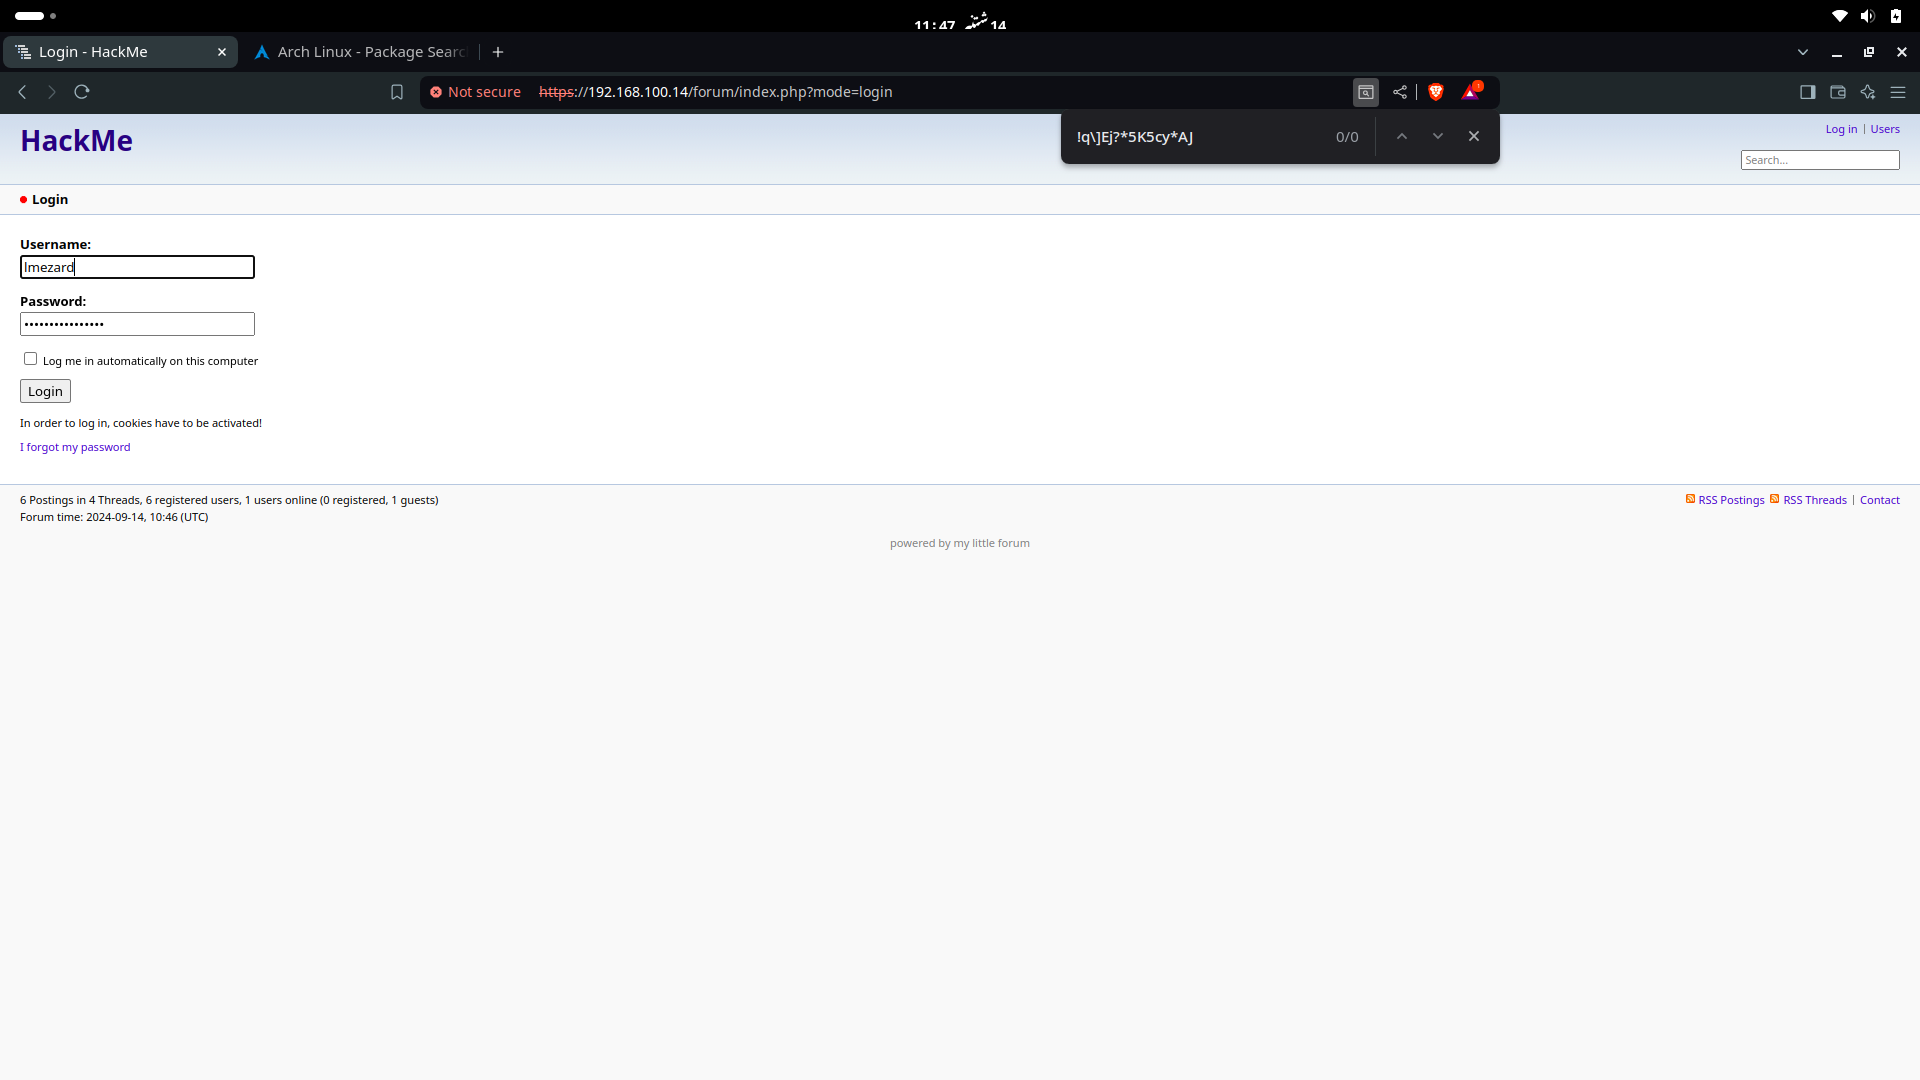 11:47 شتنبر 14
Login - HackMe
Arch Linux - Package Searc
Not secure https://192.168.100.14/forum/index.php?mode=login
!q\]Ej?*5K5cy*AJ 0/0
HackMe
Log in | Users
Search...
Login
Username:
lmezard
Password:
••••••••••••••••
Log me in automatically on this computer
Login
In order to log in, cookies have to be activated!
I forgot my password
6 Postings in 4 Threads, 6 registered users, 1 users online (0 registered, 1 guests)
Forum time: 2024-09-14, 10:46 (UTC)
RSS Postings RSS Threads | Contact
powered by my little forum